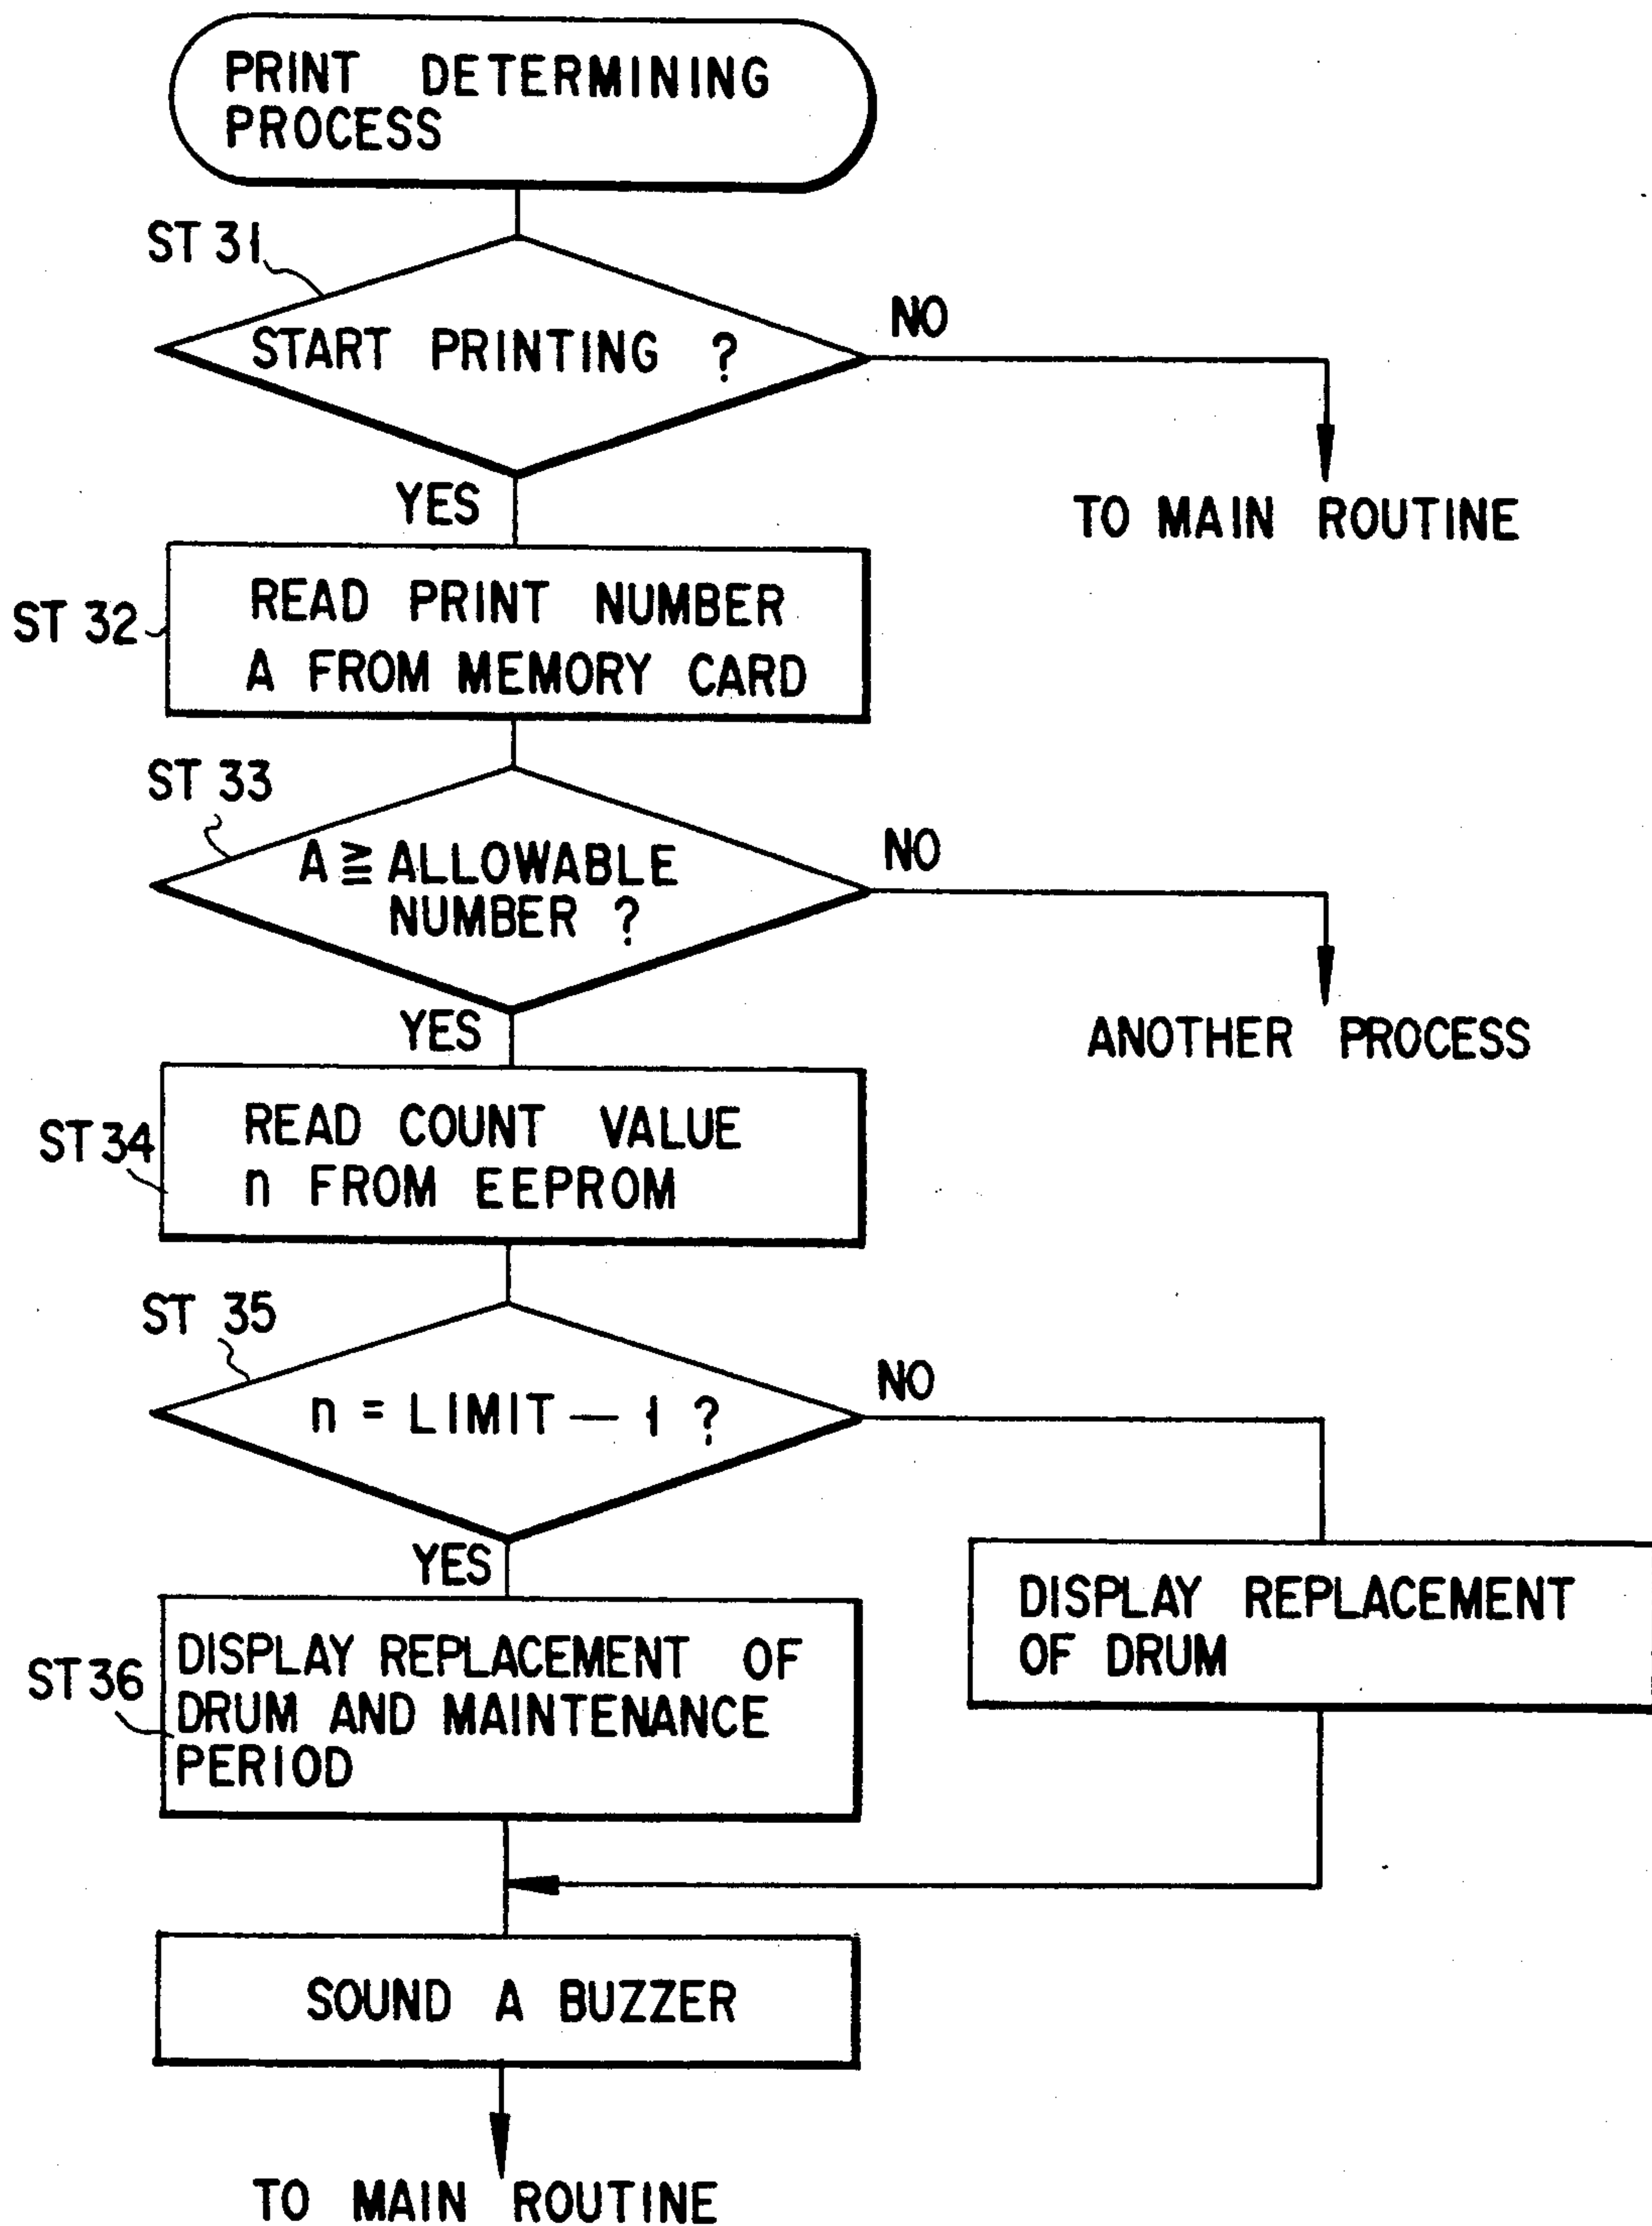 PRINT DETERMINING
PROCESS
ST 31
START PRINTING ?
NO
TO MAIN ROUTINE
YES
ST 32
READ PRINT NUMBER
A FROM MEMORY CARD
ST 33
A ≧ ALLOWABLE
NUMBER ?
NO
ANOTHER PROCESS
YES
ST 34
READ COUNT VALUE
n FROM EEPROM
ST 35
n = LIMIT — 1 ?
NO
YES
DISPLAY REPLACEMENT
OF DRUM
ST 36
DISPLAY REPLACEMENT OF
DRUM AND MAINTENANCE
PERIOD
SOUND A BUZZER
TO MAIN ROUTINE